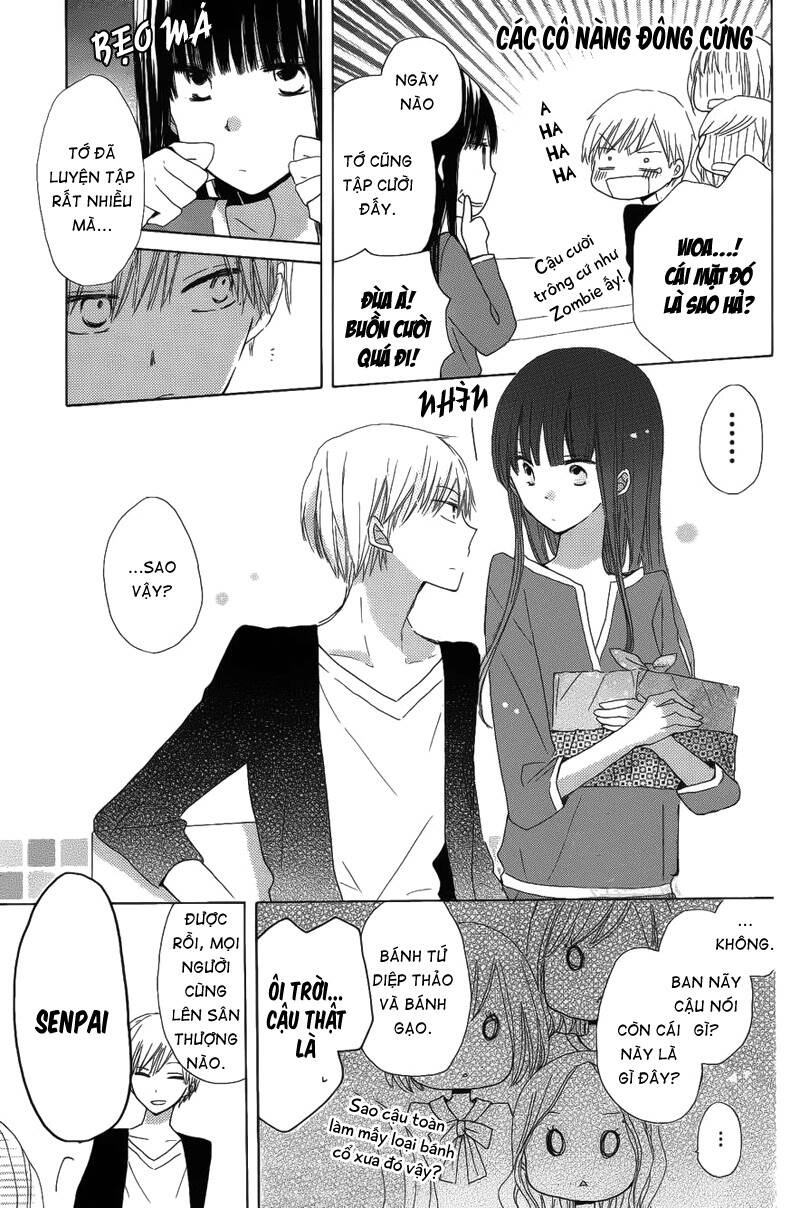 CÁC CÔ NÀNG ĐÔNG CỨNG
A
HA
HA
HA
WOA...!
CÁI MẶT ĐÓ
LÀ SAO HẢ?
Cậu cười
trông cứ như
Zombie ấy!
NGÀY
NÀO
TỚ CŨNG
TẬP CƯỜI
ĐẤY.
ĐÙA À!
BUỒN CƯỜI
QUÁ ĐI!
BẸO MÁ
TỚ ĐÃ
LUYỆN TẬP
RẤT NHIỀU
MÀ...
NHÌN
......
...SAO
VẬY?
...
KHÔNG.
BAN NÃY
CẬU NÓI
CÒN CÁI GÌ?
NÀY LÀ
GÌ ĐÂY?
...
BÁNH TỨ
DIỆP THẢO
VÀ BÁNH
GẠO.
ÔI TRỜI...
CẬU THẬT
LÀ
Sao cậu toàn
làm mấy loại bánh
cổ xưa đó vậy?
ĐƯỢC
RỒI, MỌI
NGƯỜI
CÙNG
LÊN SÂN
THƯỢNG
NÀO.
SENPAI